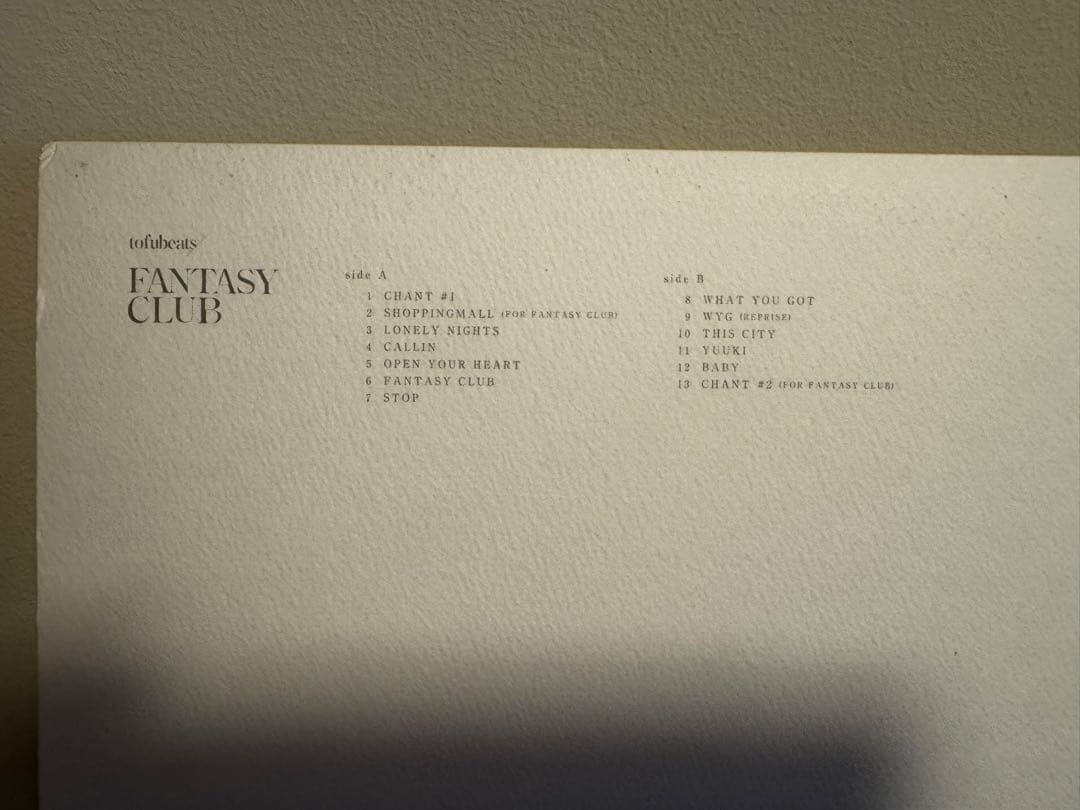 tofubeats
FANTASY
CLUB
side A
1 CHANT #1
2 SHOPPINGMALL (FOR FANTASY CLUB)
3 LONELY NIGHTS
4 CALLIN
5 OPEN YOUR HEART
6 FANTASY CLUB
7 STOP
side B
8 WHAT YOU GOT
9 WYG (REPRISE)
10 THIS CITY
11 YUUKI
12 BABY
13 CHANT #2 (FOR FANTASY CLUB)